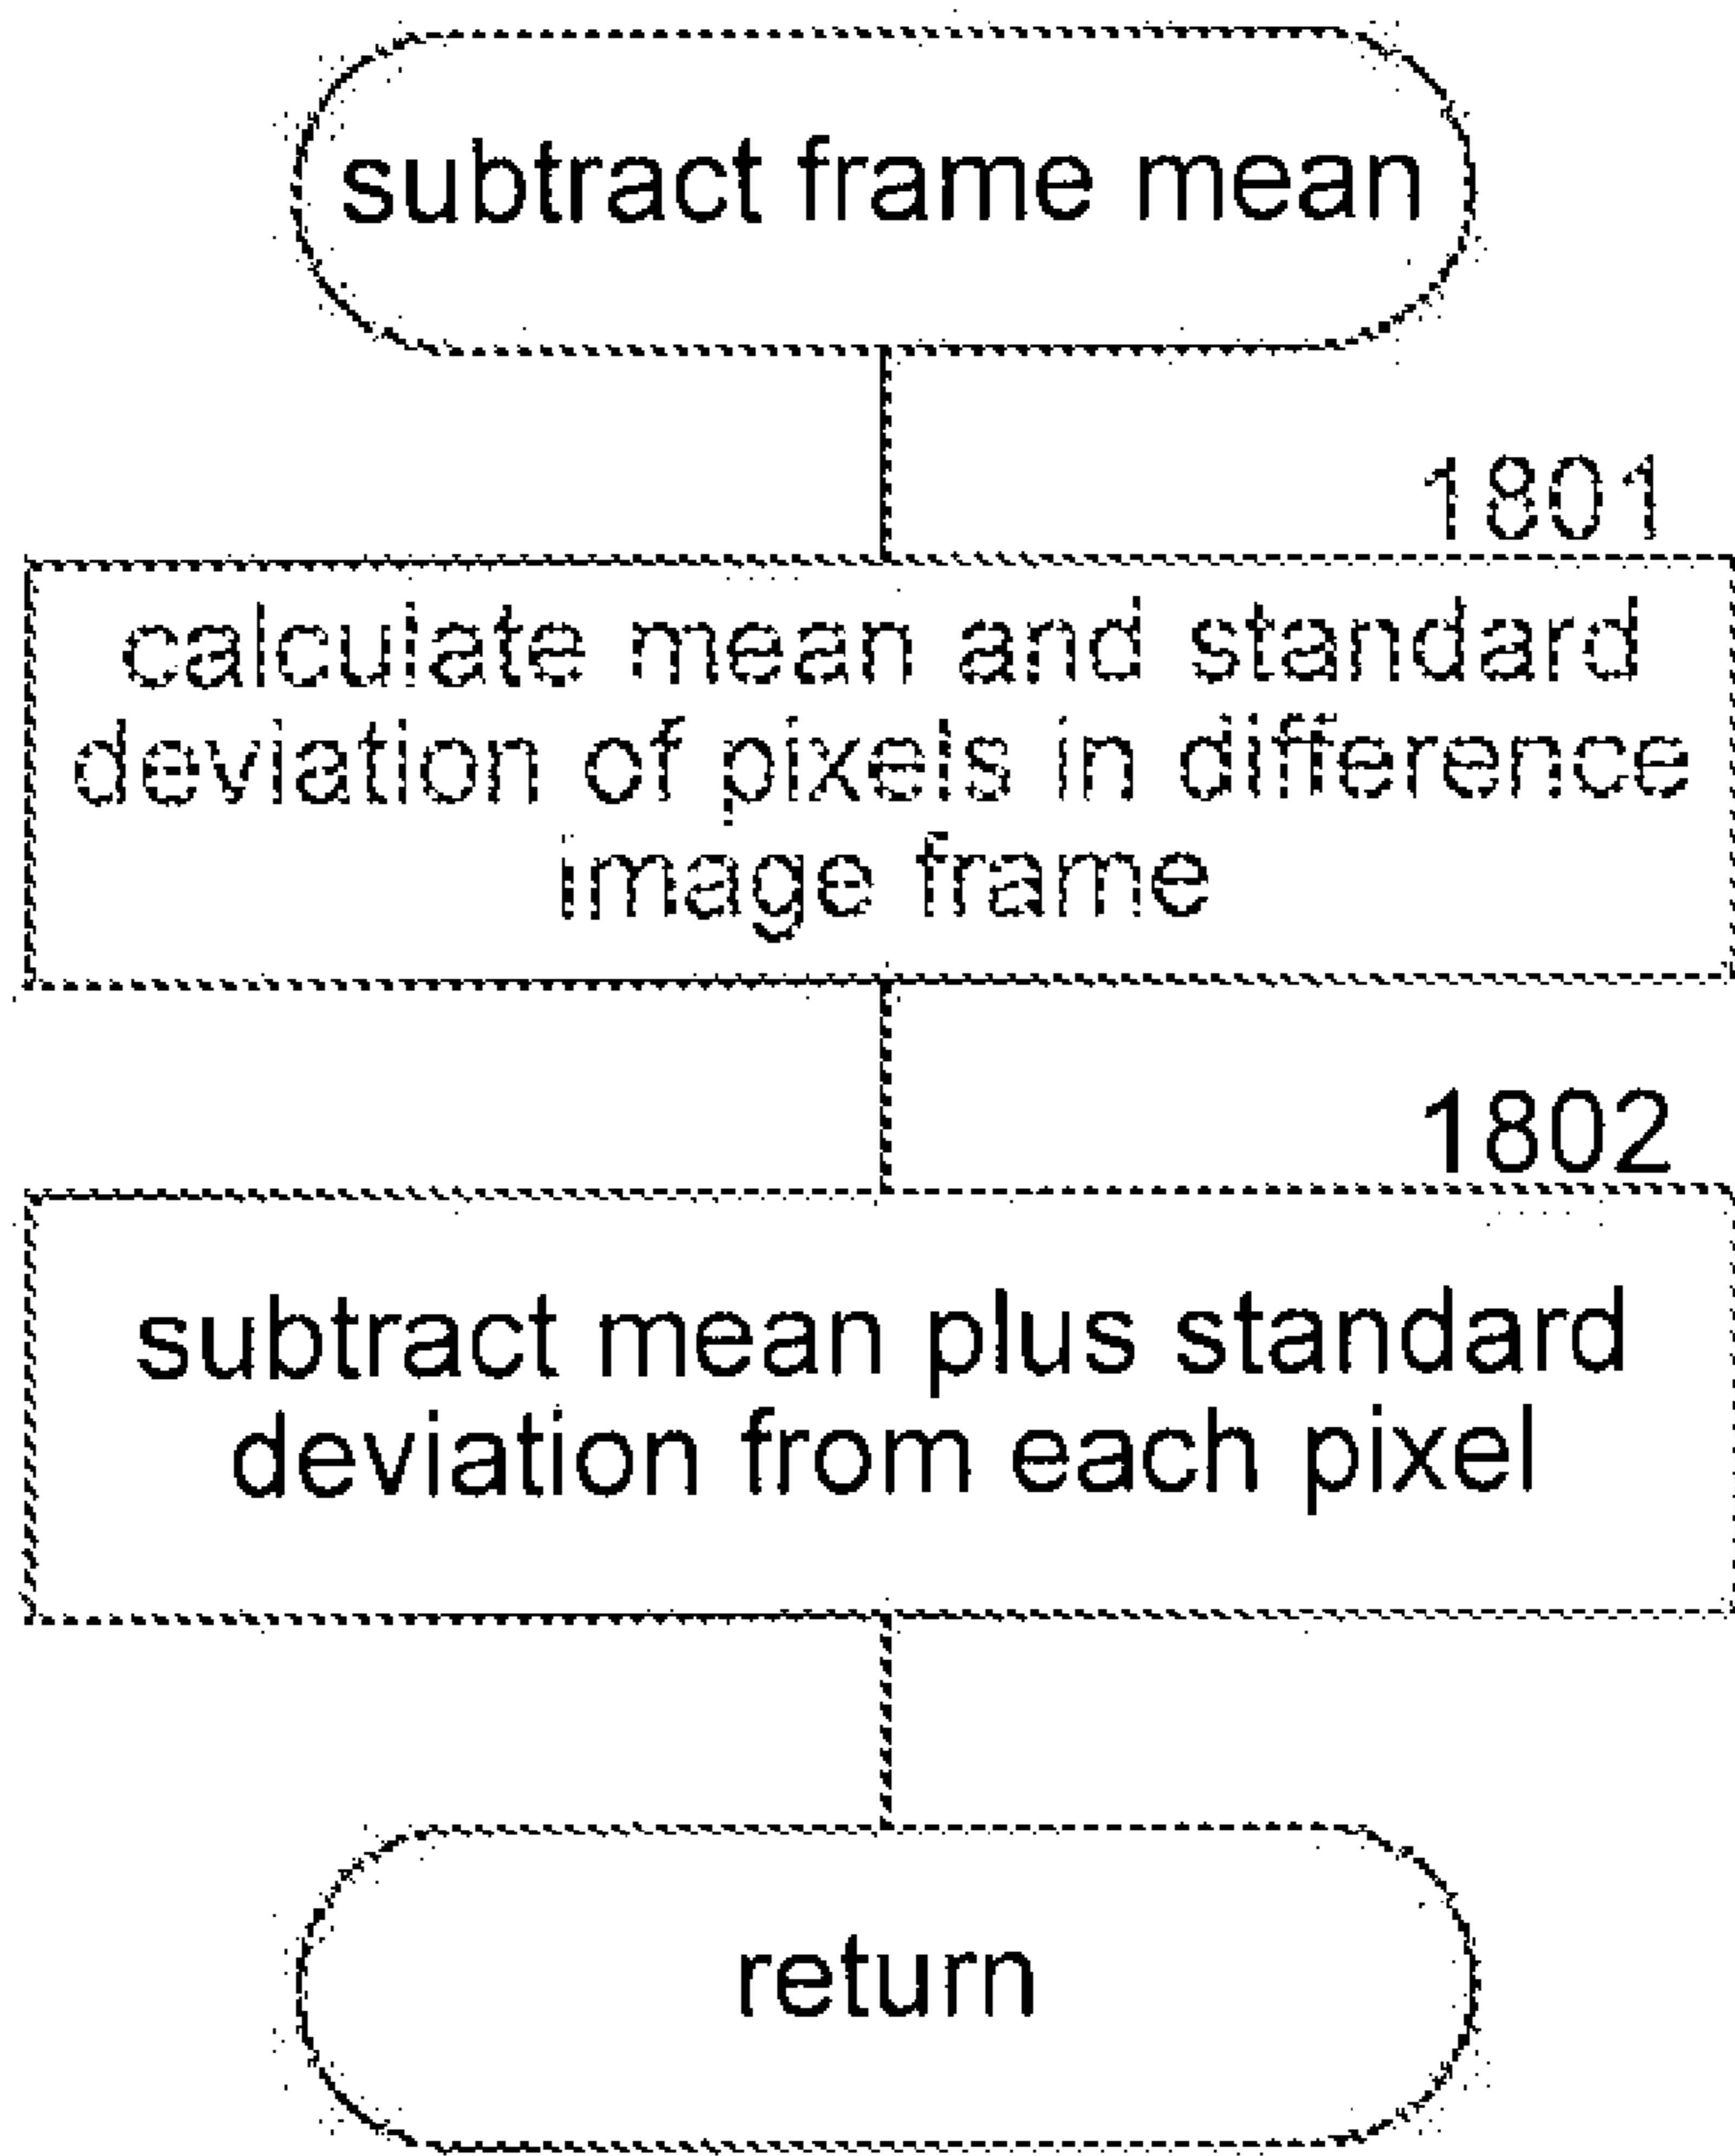 subtract frame mean
1801
calculate mean and standard
deviation of pixels in difference
image frame
1802
subtract mean plus standard
deviation from each pixel
return